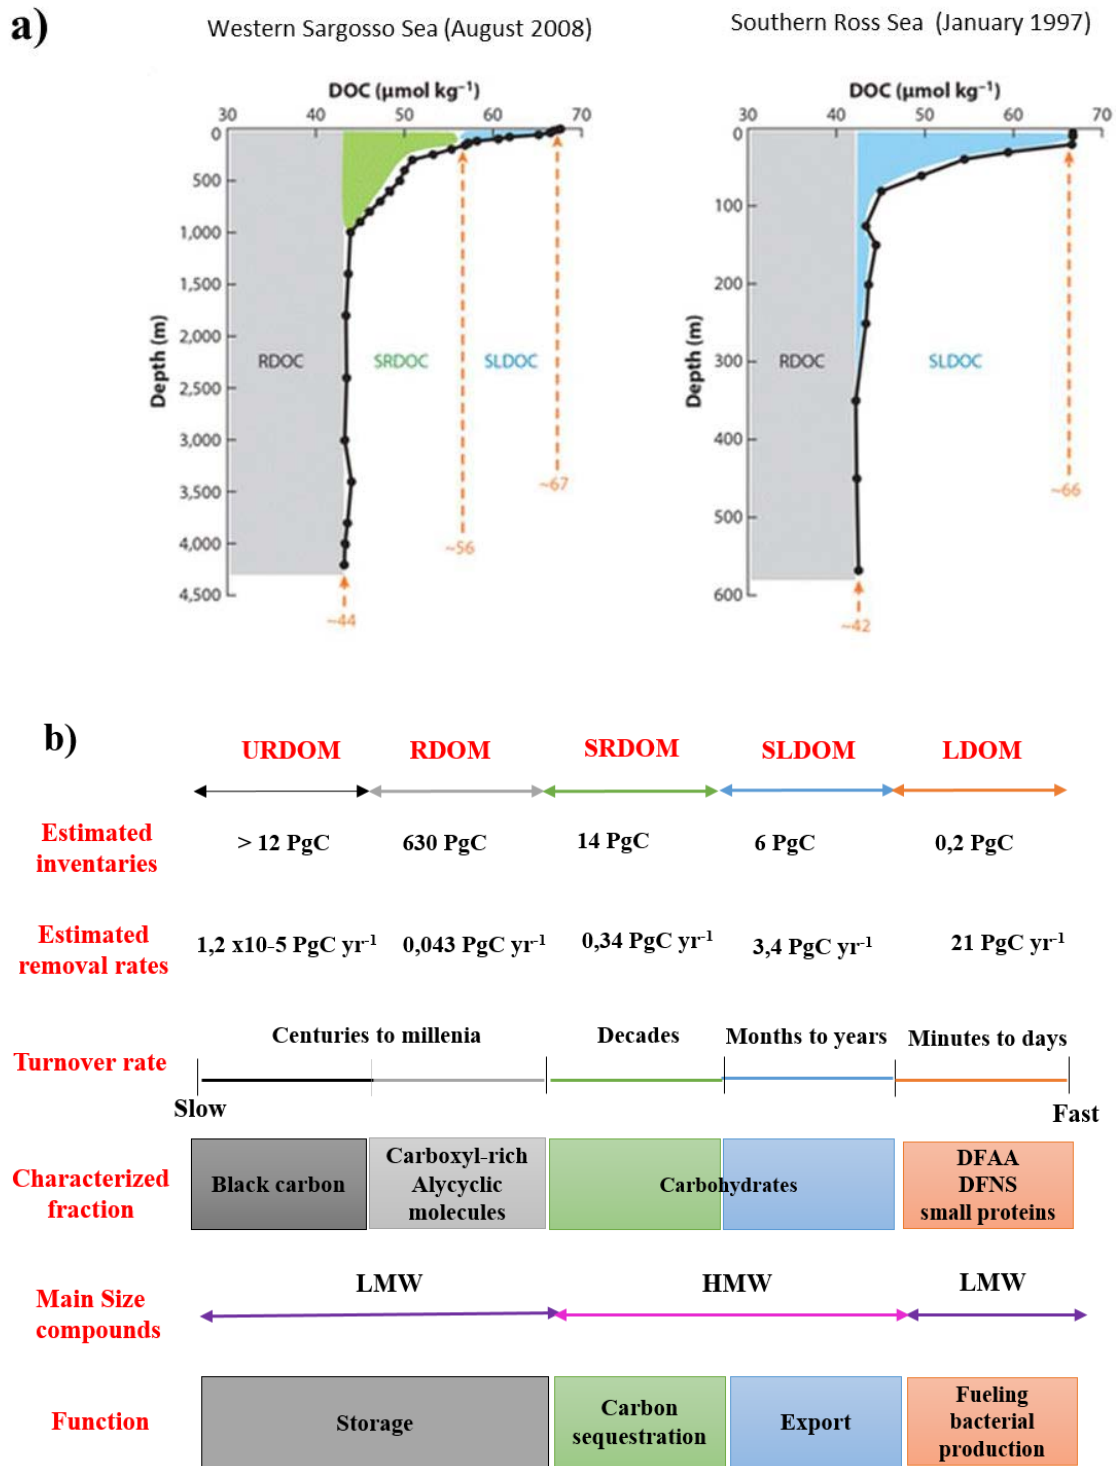 a)
Western Sargosso Sea (August 2008)
Southern Ross Sea (January 1997)
DOC (μmol kg⁻¹)
30 40 50 60 70
0
500
1,000
1,500
2,000
2,500
3,000
3,500
4,000
4,500
Depth (m)
RDOC
SRDOC
SLDOC
~67
~56
~44
DOC (μmol kg⁻¹)
30 40 50 60 70
0
100
200
300
400
500
600
Depth (m)
RDOC
SLDOC
~66
~42
b)
URDOM RDOM SRDOM SLDOM LDOM
Estimated
inventaries
> 12 PgC 630 PgC 14 PgC 6 PgC 0,2 PgC
Estimated
removal rates
1,2 x10-5 PgC yr⁻¹ 0,043 PgC yr⁻¹ 0,34 PgC yr⁻¹ 3,4 PgC yr⁻¹ 21 PgC yr⁻¹
Turnover rate
Centuries to millenia Decades Months to years Minutes to days
Slow Fast
Characterized
fraction
Black carbon
Carboxyl-rich
Alycyclic
molecules
Carbohydrates
DFAA
DFNS
small proteins
Main Size
compounds
LMW HMW LMW
Function
Storage
Carbon
sequestration
Export
Fueling
bacterial
production